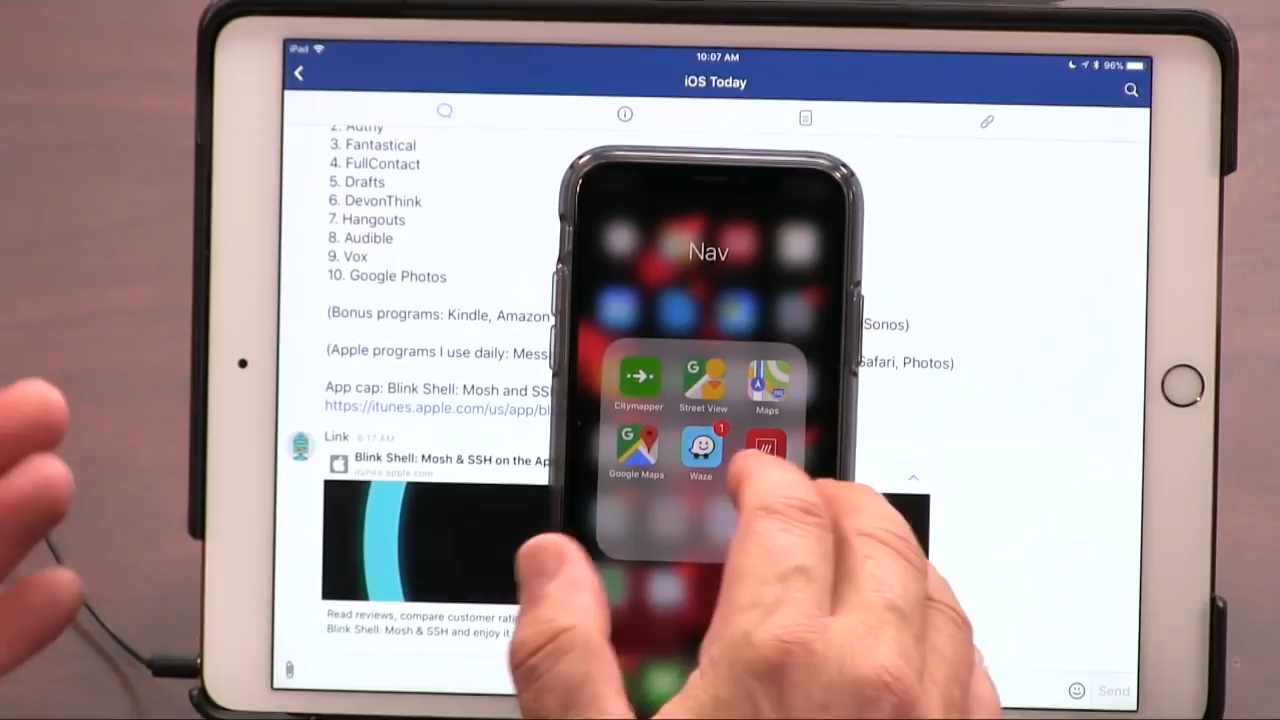 iPad
10:07 AM
96%
iOS Today
2. Authy
3. Fantastical
4. FullContact
5. Drafts
6. DevonThink
7. Hangouts
8. Audible
9. Vox
10. Google Photos
(Bonus programs: Kindle, Amazon
Sonos)
(Apple programs I use daily: Mess
Safari, Photos)
App cap: Blink Shell: Mosh and SS
https://itunes.apple.com/us/app/bl
Link 8:17 AM
Blink Shell: Mosh & SSH on the Ap
itunes.apple.com
Read reviews, compare customer rati
Blink Shell: Mosh & SSH and enjoy it
Send
Nav
Citymapper
Street View
Maps
G
G
1
Google Maps
Waze